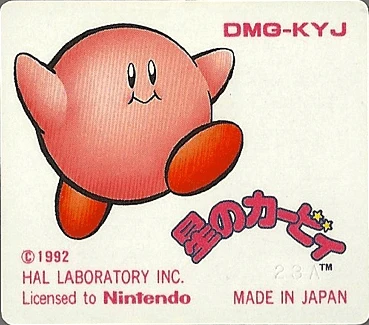 DMG-KYJ
星のカービィ
23A
TM
©1992
HAL LABORATORY INC.
Licensed to Nintendo
MADE IN JAPAN